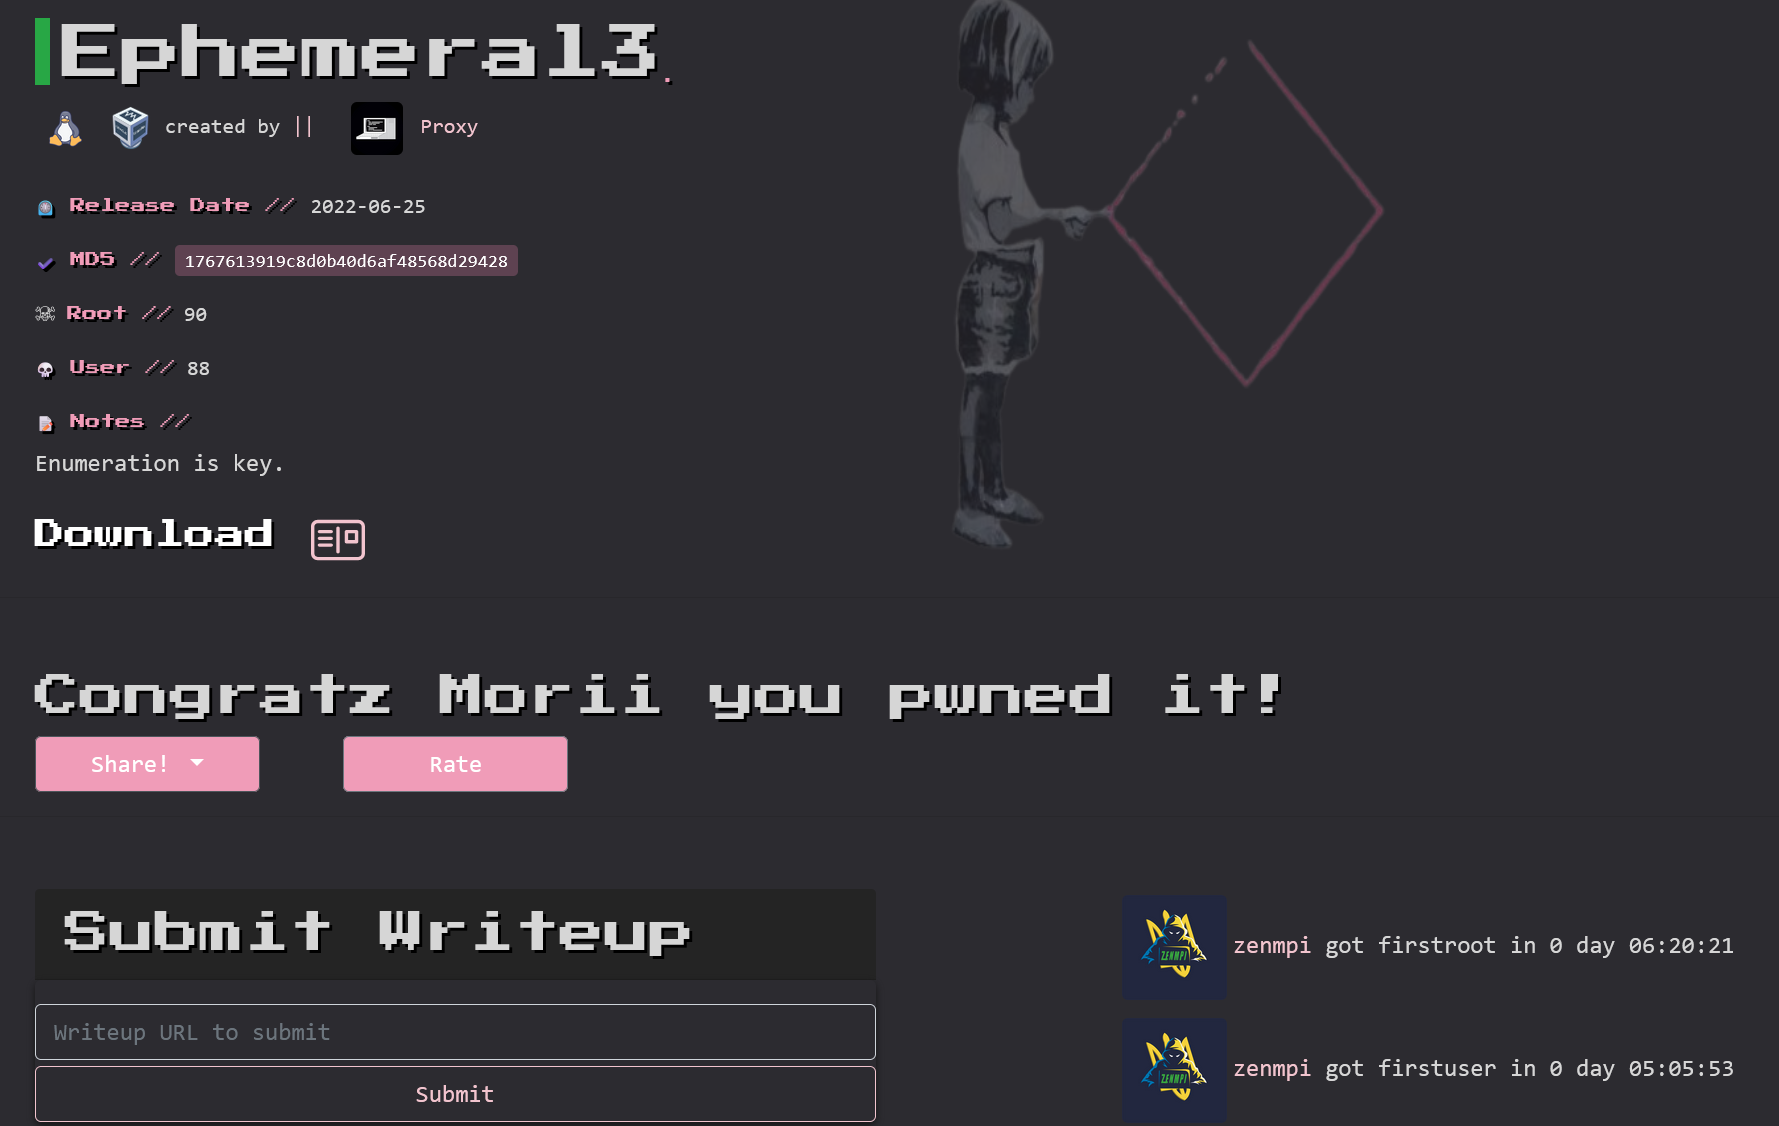 Ephemeral3.
created by || Proxy
Release Date // 2022-06-25
MD5 // 1767613919c8d0b40d6af48568d29428
Root // 90
User // 88
Notes //
Enumeration is key.
Download
Congratz Morii you pwned it!
Share!
Rate
Submit Writeup
Writeup URL to submit
Submit
ZENMPI
zenmpi got firstroot in 0 day 06:20:21
ZENMPI
zenmpi got firstuser in 0 day 05:05:53